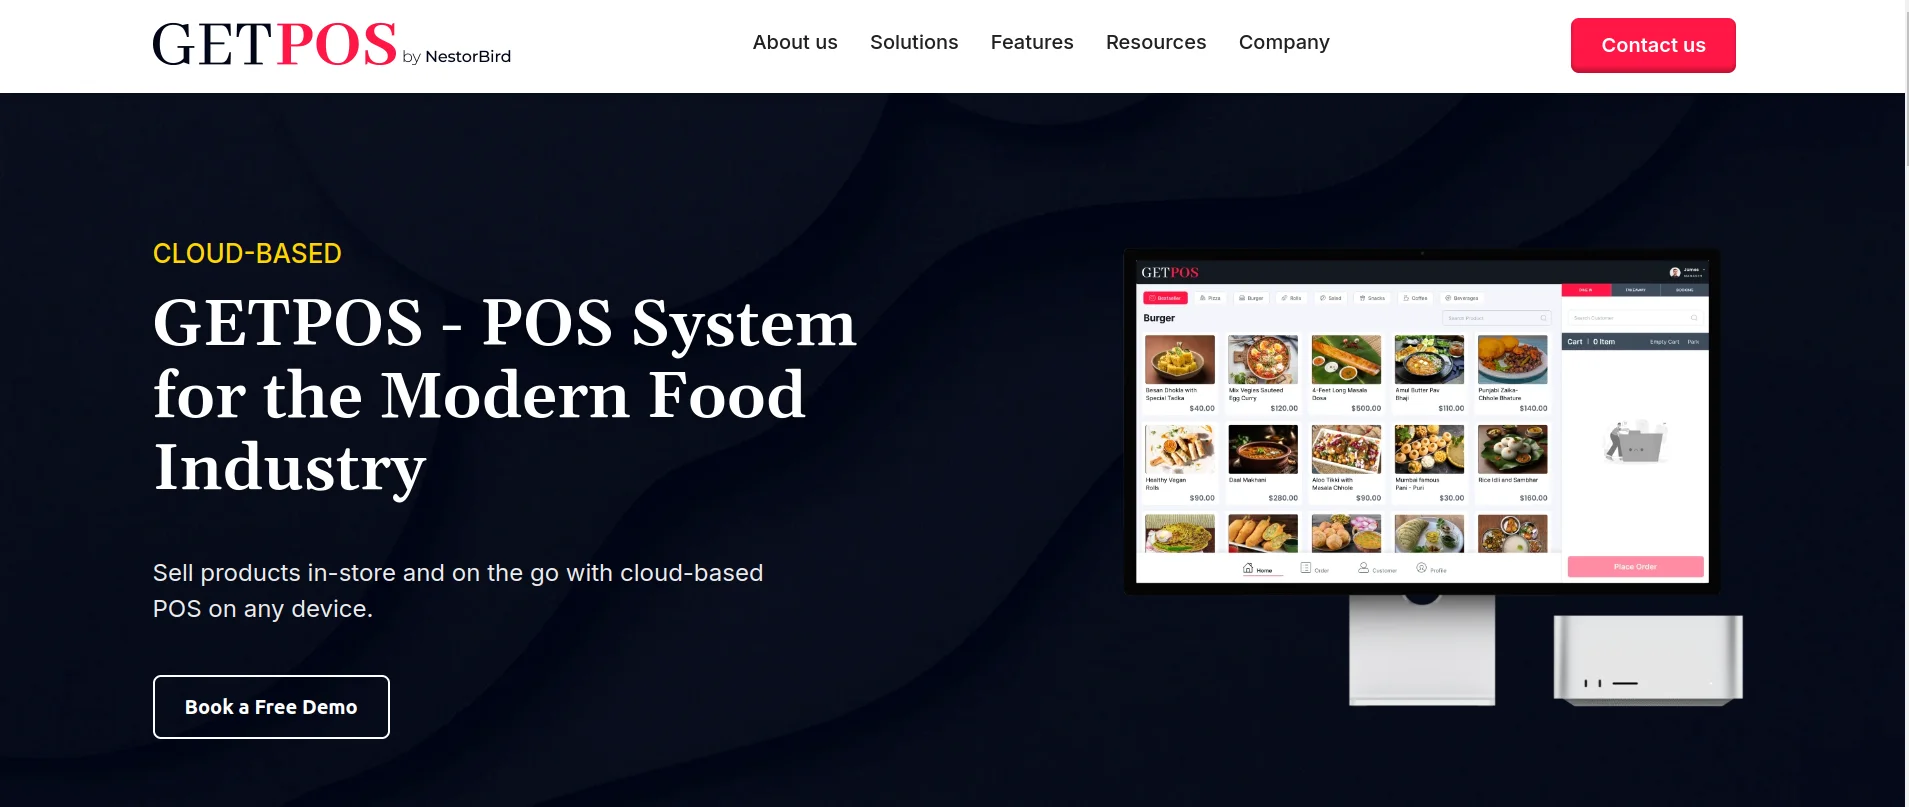 GETPOS by NestorBird
About us
Solutions
Features
Resources
Company
Contact us
CLOUD-BASED
GETPOS - POS System
for the Modern Food
Industry
Sell products in-store and on the go with cloud-based
POS on any device.
Book a Free Demo
GETPOS
James
Bestseller
Pizza
Burger
Rolls
Salad
Snacks
Coffee
Beverages
DINE IN
TAKEAWAY
BOOKING
Burger
Search Product
Search Customer
Cart | 0 Item
Empty Cart
Park
Besan Dhokla with
Special Tadka
$40.00
Mix Vegies Sauteed
Egg Curry
$120.00
4-Feet Long Masala
Dosa
$500.00
Amul Butter Pav
Bhaji
$110.00
Punjabi Zaika-
Chhole Bhature
$140.00
Healthy Vegan
Rolls
$90.00
Daal Makhani
$280.00
Aloo Tikki with
Masala Chhole
$90.00
Mumbai famous
Pani - Puri
$30.00
Rice Idli and Sambhar
$160.00
Home
Order
Customer
Profile
Place Order